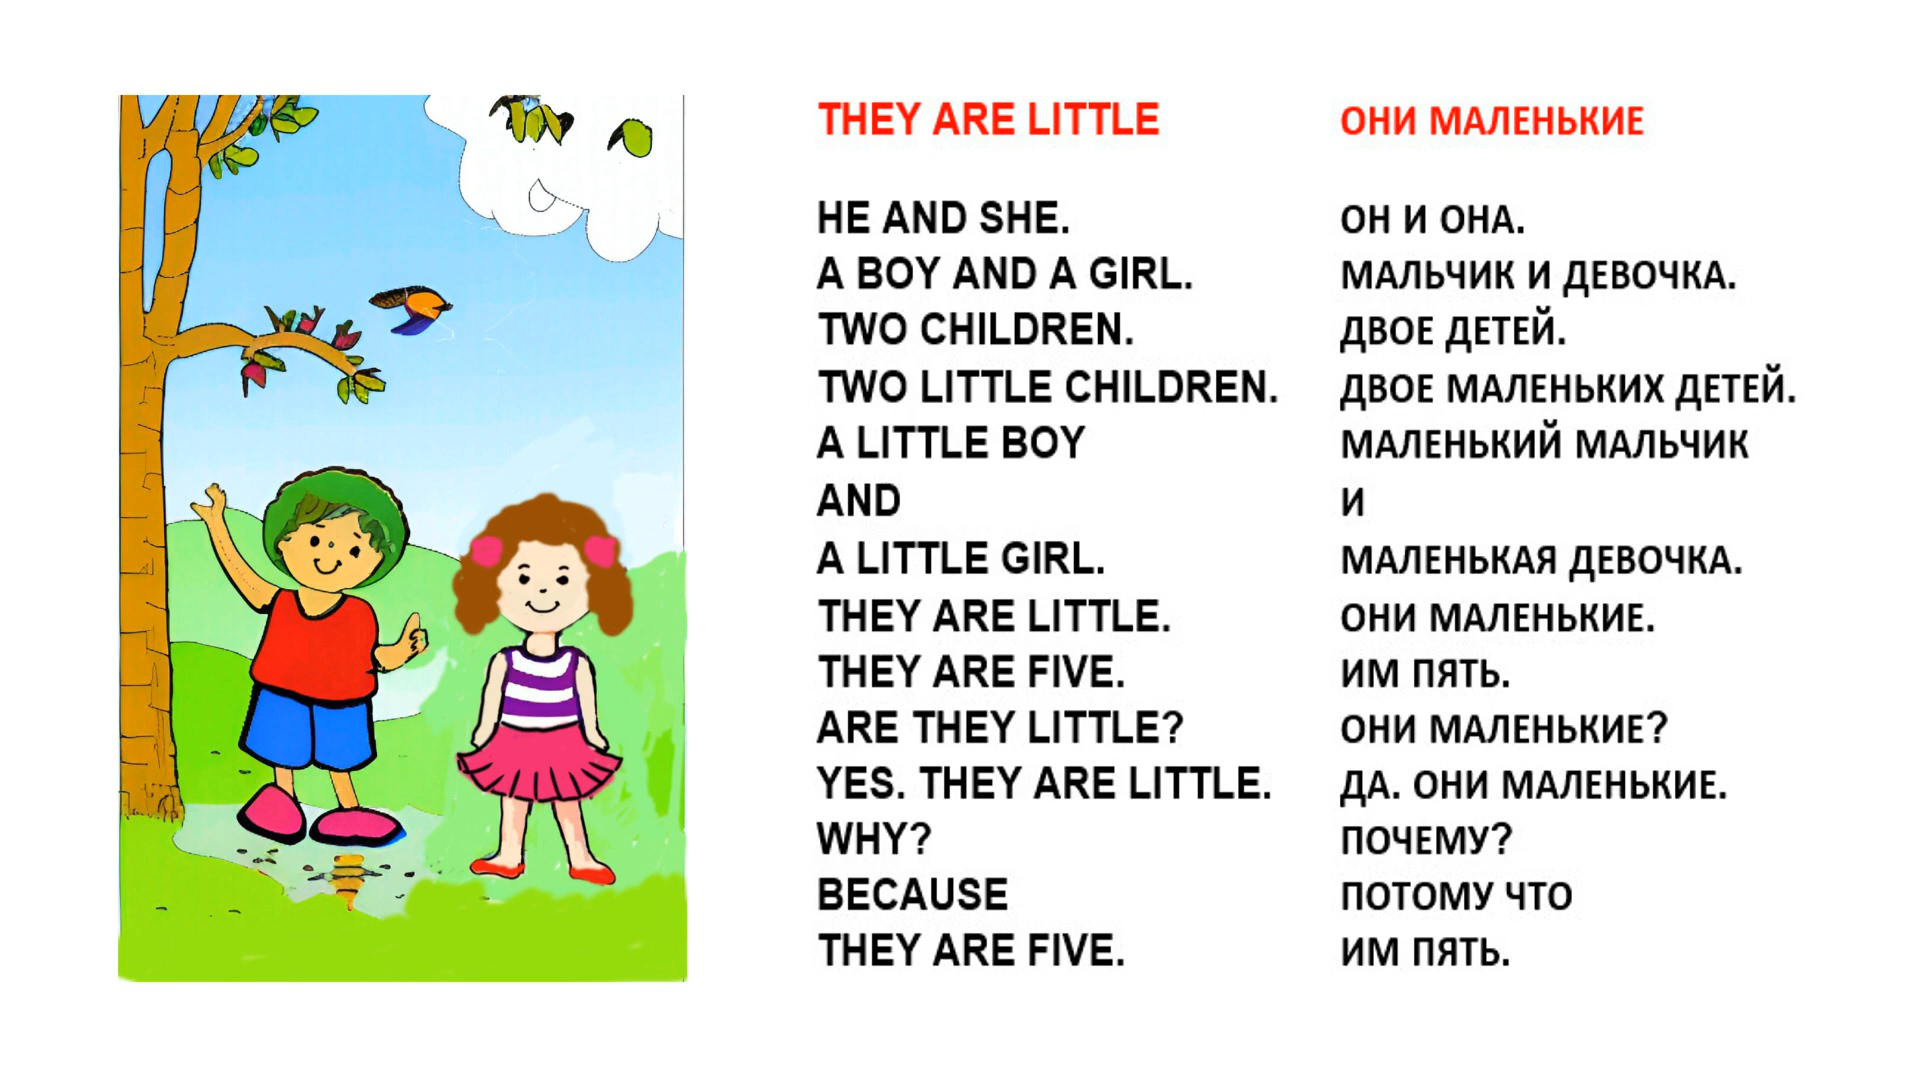 THEY ARE LITTLE
HE AND SHE.
A BOY AND A GIRL.
TWO CHILDREN.
TWO LITTLE CHILDREN.
A LITTLE BOY
AND
A LITTLE GIRL.
THEY ARE LITTLE.
THEY ARE FIVE.
ARE THEY LITTLE?
YES. THEY ARE LITTLE.
WHY?
BECAUSE
THEY ARE FIVE.
ОНИ МАЛЕНЬКИЕ
ОН И ОНА.
МАЛЬЧИК И ДЕВОЧКА.
ДВОЕ ДЕТЕЙ.
ДВОЕ МАЛЕНЬКИХ ДЕТЕЙ.
МАЛЕНЬКИЙ МАЛЬЧИК
И
МАЛЕНЬКАЯ ДЕВОЧКА.
ОНИ МАЛЕНЬКИЕ.
ИМ ПЯТЬ.
ОНИ МАЛЕНЬКИЕ?
ДА. ОНИ МАЛЕНЬКИЕ.
ПОЧЕМУ?
ПОТОМУ ЧТО
ИМ ПЯТЬ.